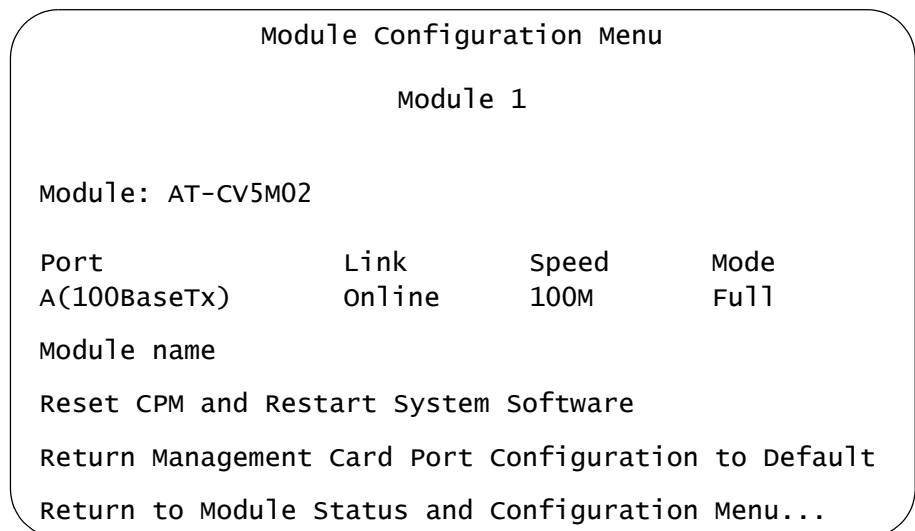 Module Configuration Menu
Module 1
Module: AT-CV5M02
Port Link Speed Mode
A(100BaseTx) Online 100M Full
Module name
Reset CPM and Restart System Software
Return Management Card Port Configuration to Default
Return to Module Status and Configuration Menu...